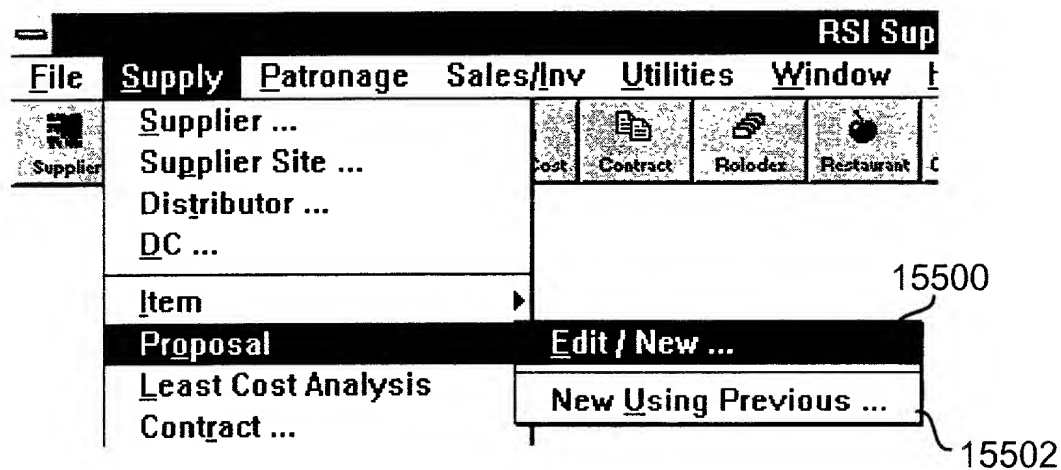 RSI Sup
File Supply Patronage Sales/Inv Utilities Window
Supplier Cost Contract Rolodex Restaurant
Supplier ...
Supplier Site ...
Distributor ...
DC ...
15500
Item
Proposal Edit / New ...
Least Cost Analysis
New Using Previous ...
Contract ...
15502